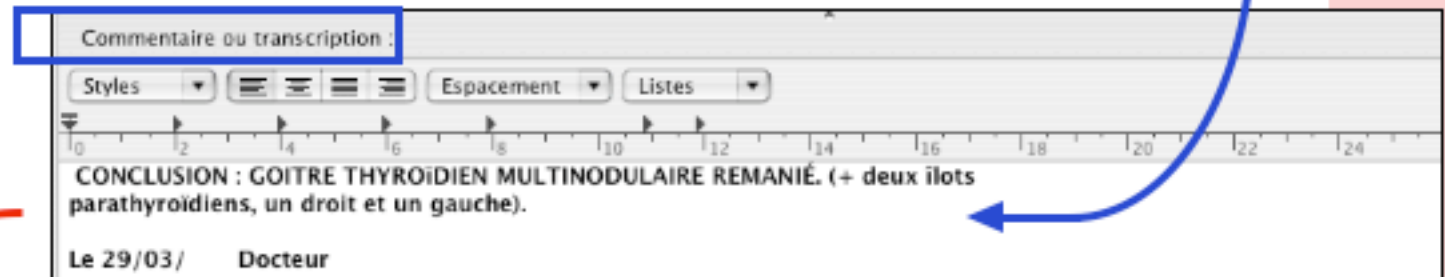 Commentaire ou transcription :
Styles Espacement Listes
0 2 4 6 8 10 12 14 16 18 20 22 24
CONCLUSION : GOITRE THYROïDIEN MULTINODULAIRE REMANIÉ. (+ deux îlots
parathyroïdiens, un droit et un gauche).
Le 29/03/ Docteur